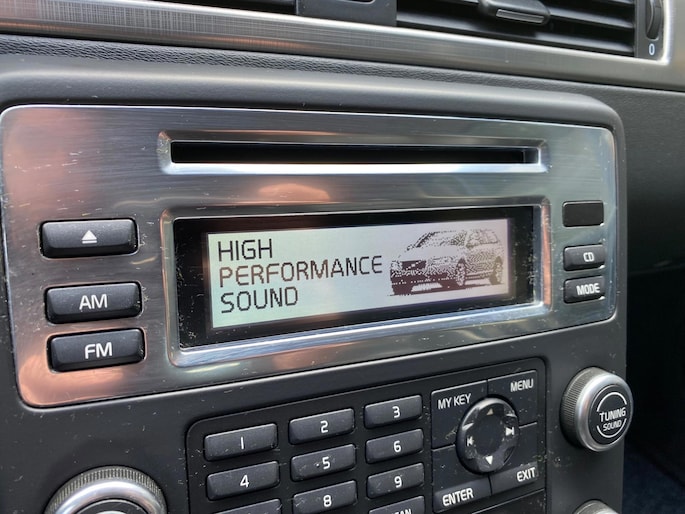 0
HIGH
PERFORMANCE
SOUND
AM
FM
CD
MODE
MY KEY
MENU
1
2
3
4
5
6
8
9
ENTER
EXIT
TUNING
SOUND